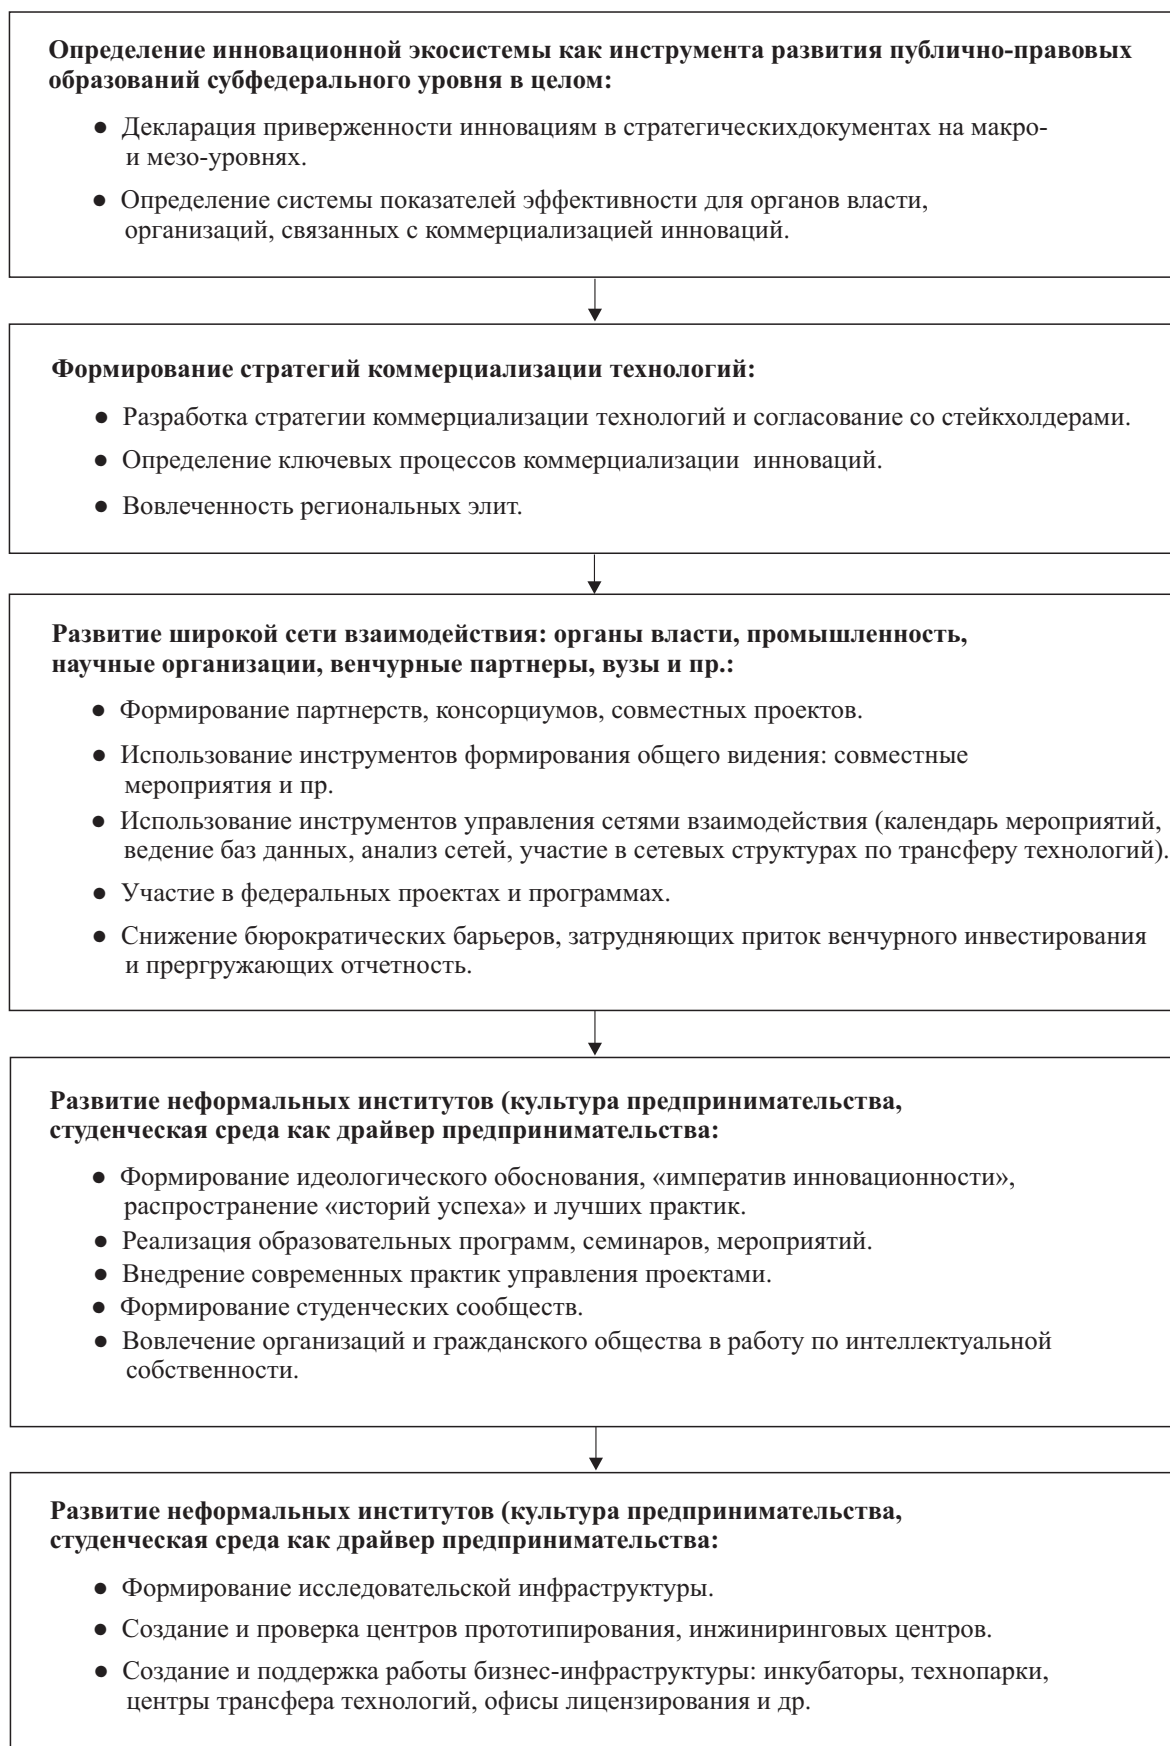 Определение инновационной экосистемы как инструмента развития публично-правовых
образований субфедерального уровня в целом:
● Декларация приверженности инновациям в стратегическихдокументах на макро-
и мезо-уровнях.
● Определение системы показателей эффективности для органов власти,
организаций, связанных с коммерциализацией инноваций.
Формирование стратегий коммерциализации технологий:
● Разработка стратегии коммерциализации технологий и согласование со стейкхолдерами.
● Определение ключевых процессов коммерциализации инноваций.
● Вовлеченность региональных элит.
Развитие широкой сети взаимодействия: органы власти, промышленность,
научные организации, венчурные партнеры, вузы и пр.:
● Формирование партнерств, консорциумов, совместных проектов.
● Использование инструментов формирования общего видения: совместные
мероприятия и пр.
● Использование инструментов управления сетями взаимодействия (календарь мероприятий,
ведение баз данных, анализ сетей, участие в сетевых структурах по трансферу технологий).
● Участие в федеральных проектах и программах.
● Снижение бюрократических барьеров, затрудняющих приток венчурного инвестирования
и прергружающих отчетность.
Развитие неформальных институтов (культура предпринимательства,
студенческая среда как драйвер предпринимательства:
● Формирование идеологического обоснования, «императив инновационности»,
распространение «историй успеха» и лучших практик.
● Реализация образовательных программ, семинаров, мероприятий.
● Внедрение современных практик управления проектами.
● Формирование студенческих сообществ.
● Вовлечение организаций и гражданского общества в работу по интеллектуальной
собственности.
Развитие неформальных институтов (культура предпринимательства,
студенческая среда как драйвер предпринимательства:
● Формирование исследовательской инфраструктуры.
● Создание и проверка центров прототипирования, инжиниринговых центров.
● Создание и поддержка работы бизнес-инфраструктуры: инкубаторы, технопарки,
центры трансфера технологий, офисы лицензирования и др.